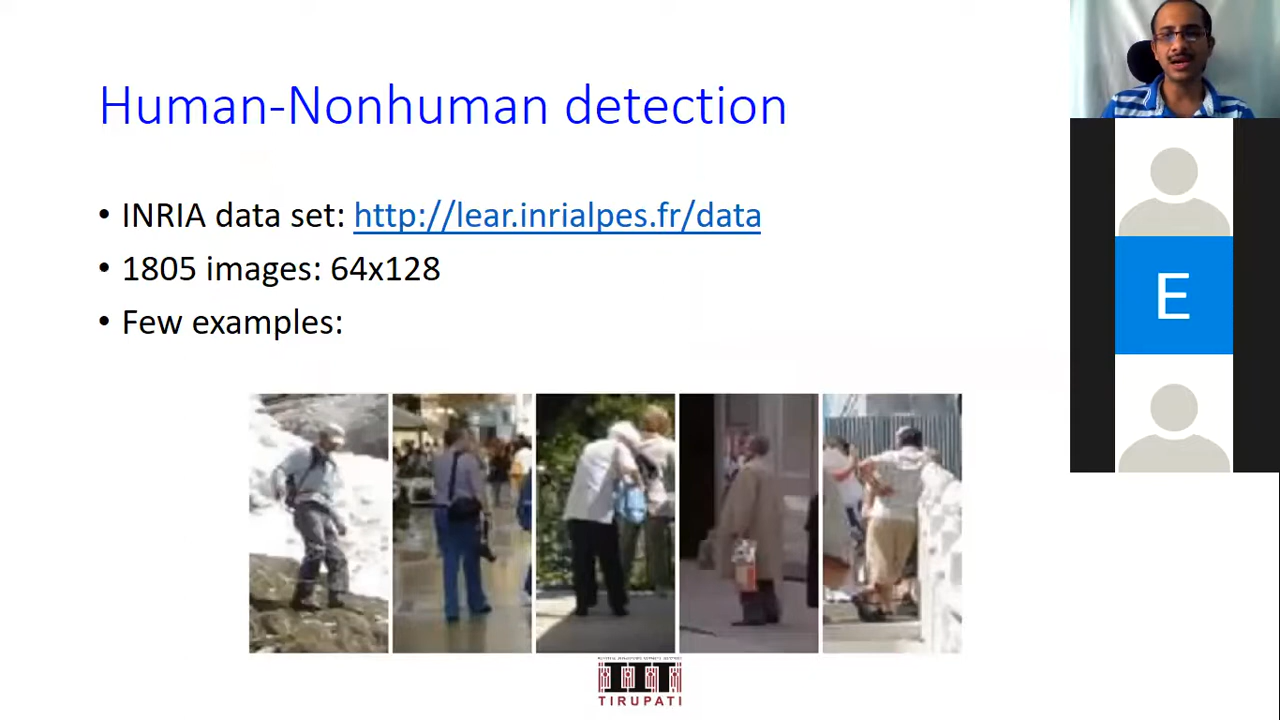 Human-Nonhuman detection
• INRIA data set: http://lear.inrialpes.fr/data
• 1805 images: 64x128
• Few examples:
E
TIRUPATI